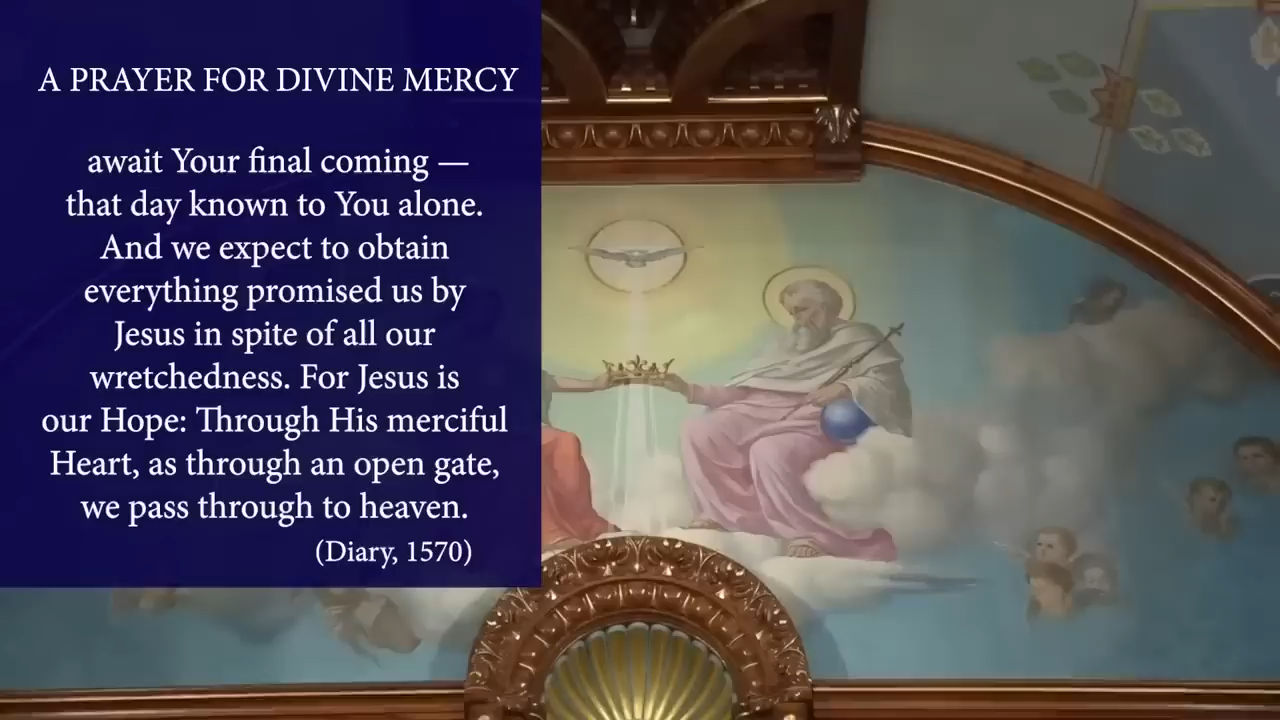 A PRAYER FOR DIVINE MERCY
await Your final coming —
that day known to You alone.
And we expect to obtain
everything promised us by
Jesus in spite of all our
wretchedness. For Jesus is
our Hope: Through His merciful
Heart, as through an open gate,
we pass through to heaven.
(Diary, 1570)